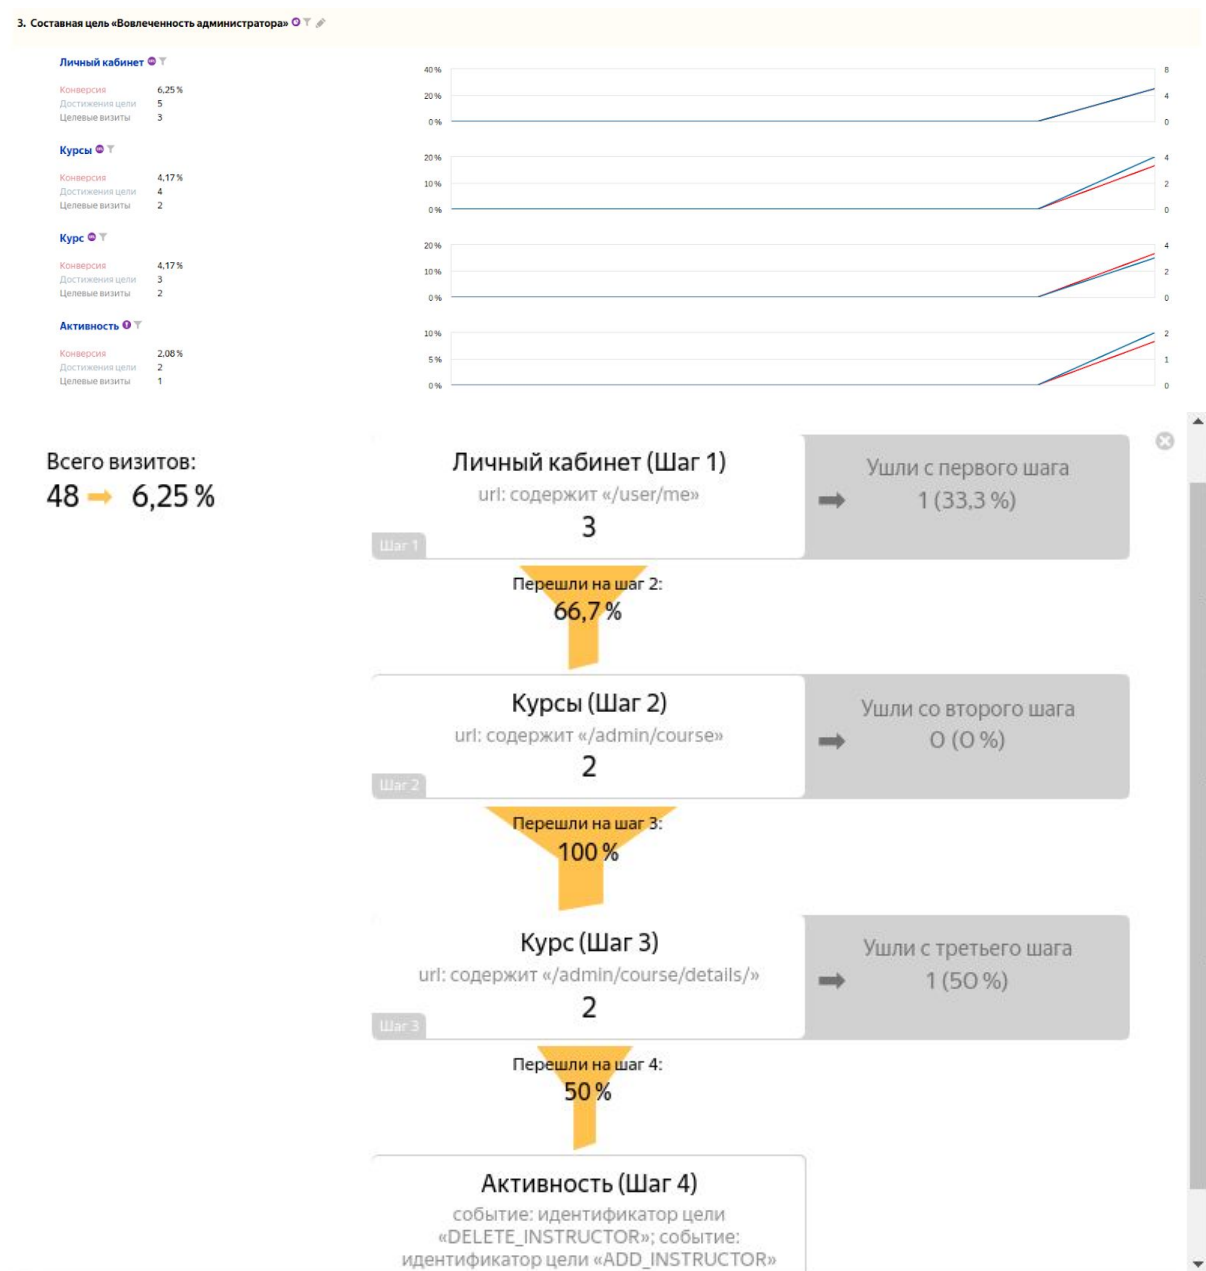 3. Составная цель «Вовлеченность администратора»
Личный кабинет
Конверсия 6,25 %
Достижения цели 5
Целевые визиты 3
40 % 8
20 % 4
0 % 0
Курсы
Конверсия 4,17 %
Достижения цели 4
Целевые визиты 2
20 % 4
10 % 2
0 % 0
Курс
Конверсия 4,17 %
Достижения цели 3
Целевые визиты 2
20 % 4
10 % 2
0 % 0
Активность
Конверсия 2,08 %
Достижения цели 2
Целевые визиты 1
10 % 2
5 % 1
0 % 0
Всего визитов:
48 6,25 %
Личный кабинет (Шаг 1)
url: содержит «/user/me»
3
Шаг 1
Ушли с первого шага
1 (33,3 %)
Перешли на шаг 2:
66,7 %
Курсы (Шаг 2)
url: содержит «/admin/course»
2
Шаг 2
Ушли со второго шага
0 (0 %)
Перешли на шаг 3:
100 %
Курс (Шаг 3)
url: содержит «/admin/course/details/»
2
Шаг 3
Ушли с третьего шага
1 (50 %)
Перешли на шаг 4:
50 %
Активность (Шаг 4)
событие: идентификатор цели
«DELETE_INSTRUCTOR»; событие:
идентификатор цели «ADD_INSTRUCTOR»